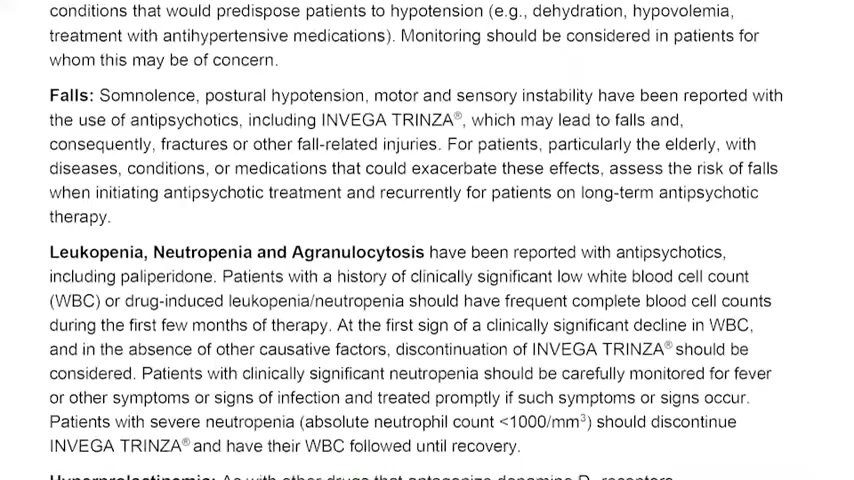 conditions that would predispose patients to hypotension (e.g., dehydration, hypovolemia,
treatment with antihypertensive medications). Monitoring should be considered in patients for
whom this may be of concern.
Falls: Somnolence, postural hypotension, motor and sensory instability have been reported with
the use of antipsychotics, including INVEGA TRINZA®, which may lead to falls and,
consequently, fractures or other fall-related injuries. For patients, particularly the elderly, with
diseases, conditions, or medications that could exacerbate these effects, assess the risk of falls
when initiating antipsychotic treatment and recurrently for patients on long-term antipsychotic
therapy.
Leukopenia, Neutropenia and Agranulocytosis have been reported with antipsychotics,
including paliperidone. Patients with a history of clinically significant low white blood cell count
(WBC) or drug-induced leukopenia/neutropenia should have frequent complete blood cell counts
during the first few months of therapy. At the first sign of a clinically significant decline in WBC,
and in the absence of other causative factors, discontinuation of INVEGA TRINZA® should be
considered. Patients with clinically significant neutropenia should be carefully monitored for fever
or other symptoms or signs of infection and treated promptly if such symptoms or signs occur.
Patients with severe neutropenia (absolute neutrophil count <1000/mm³) should discontinue
INVEGA TRINZA® and have their WBC followed until recovery.
Hyperprolactinemia: As with other drugs that antagonize dopamine D₂ receptors,